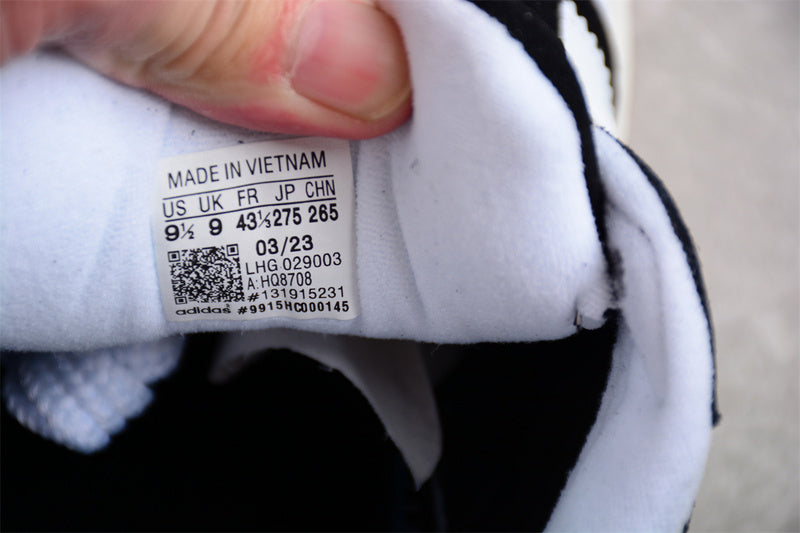 MADE IN VIETNAM
US UK FR JP CHN
9½ 9 43⅓ 275 265
03/23
LHG 029003
A:HQ8708
#131915231
adidas #9915HC000145